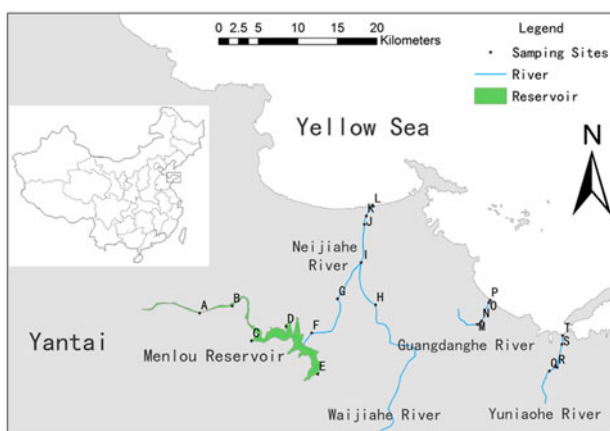 Legend
0 2.5 5 10 15 20
Kilometers
Samping Sites
River
Reservoir
Yellow Sea
N
L
K
J
Neijiahe
River
I
A
B
G
H
P
O
N
M
C
D
F
T
S
Yantai
Menlou Reservoir
Guangdanghe River
E
Q
R
Waijiahe River
Yuniaohe River